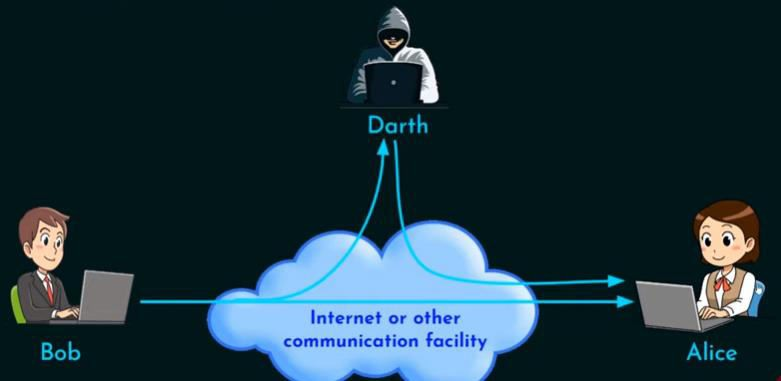 Darth
Internet or other
communication facility
Bob
Alice